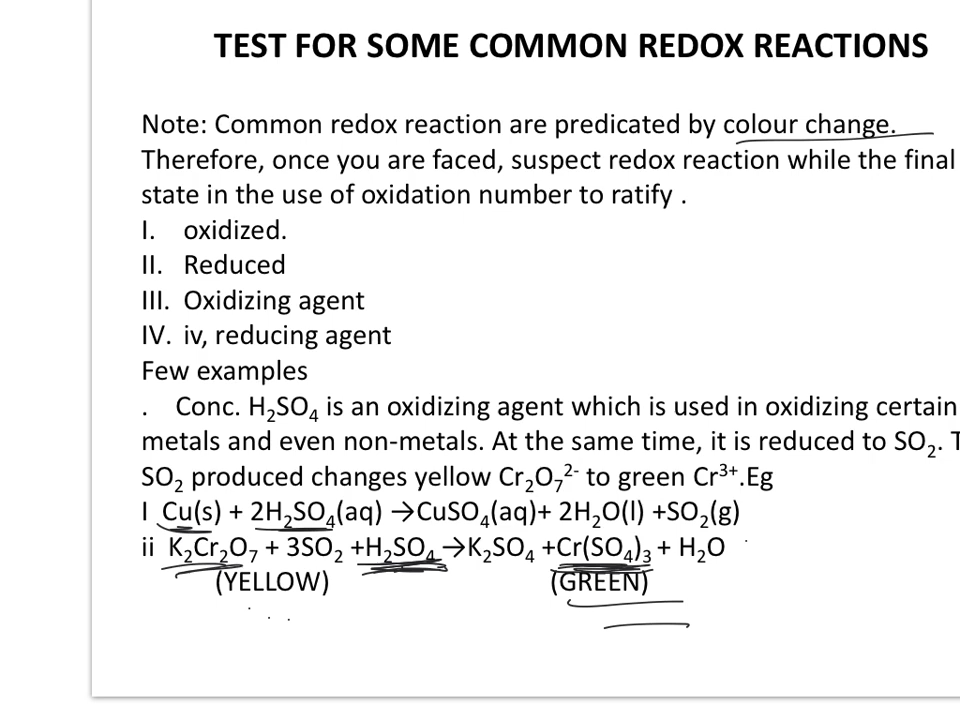 TEST FOR SOME COMMON REDOX REACTIONS
Note: Common redox reaction are predicated by colour change.
Therefore, once you are faced, suspect redox reaction while the final
state in the use of oxidation number to ratify .
I. oxidized.
II. Reduced
III. Oxidizing agent
IV. iv, reducing agent
Few examples
. Conc. H₂SO₄ is an oxidizing agent which is used in oxidizing certain
metals and even non-metals. At the same time, it is reduced to SO₂. T
SO₂ produced changes yellow Cr₂O₇²⁻ to green Cr³⁺.Eg
I Cu(s) + 2H₂SO₄(aq) →CuSO₄(aq)+ 2H₂O(l) +SO₂(g)
ii K₂Cr₂O₇ + 3SO₂ +H₂SO₄→K₂SO₄ +Cr(SO₄)₃ + H₂O
(YELLOW) (GREEN)